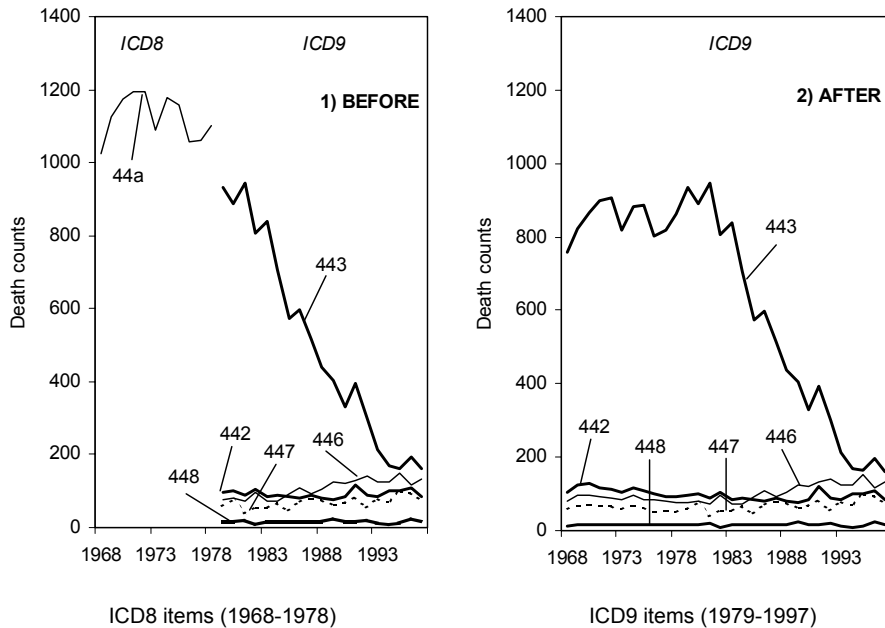 1400
1200
1000
800
600
400
200
0
Death counts
ICD8 ICD9
1) BEFORE
44a
443
442
447
446
448
1968 1973 1978 1983 1988 1993
ICD8 items (1968-1978)
1400
1200
1000
800
600
400
200
0
Death counts
ICD9
2) AFTER
443
442
448
447
446
1968 1973 1978 1983 1988 1993
ICD9 items (1979-1997)